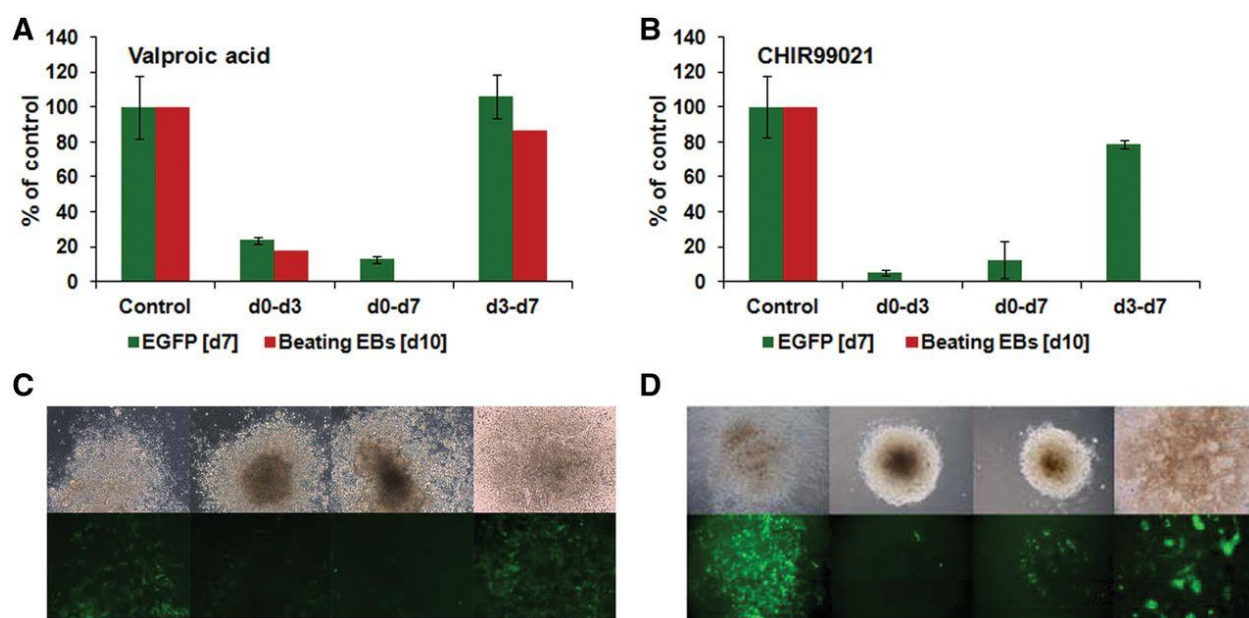 A
Valproic acid
% of control
140
120
100
80
60
40
20
0
Control d0-d3 d0-d7 d3-d7
EGFP [d7] Beating EBs [d10]
B
CHIR99021
% of control
140
120
100
80
60
40
20
0
Control d0-d3 d0-d7 d3-d7
EGFP [d7] Beating EBs [d10]
C
D